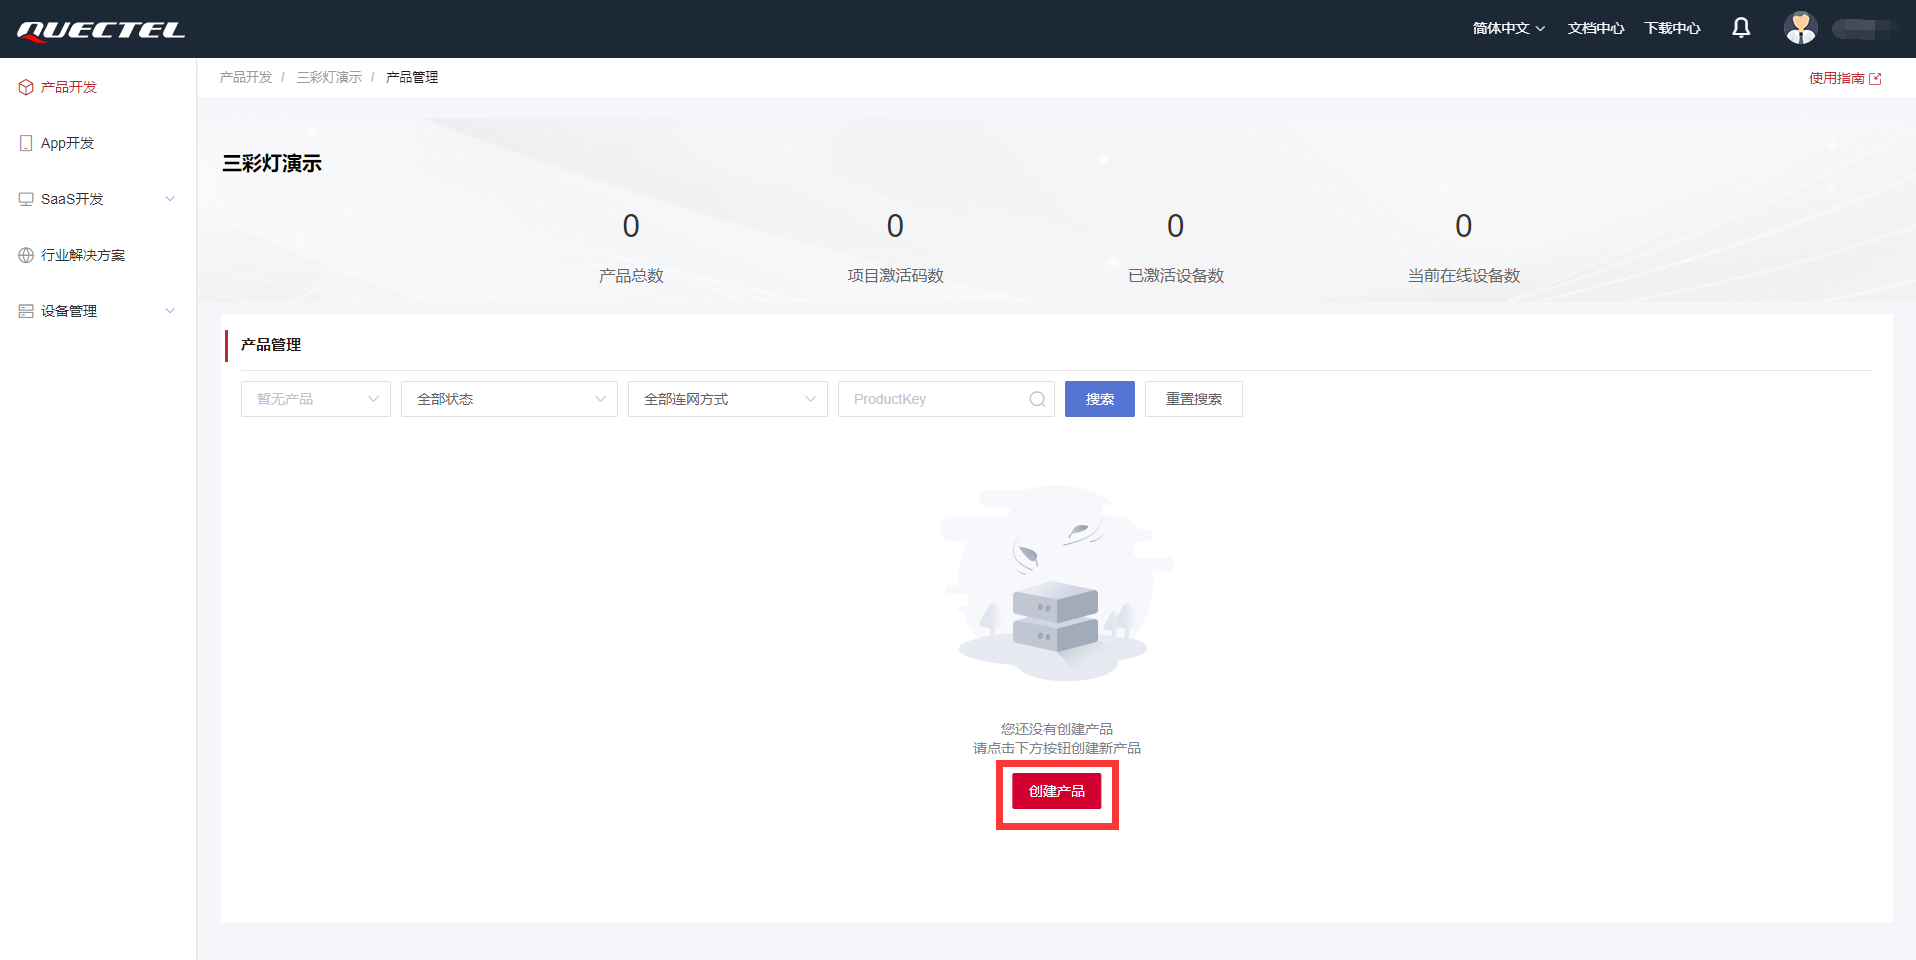 QUECTEL
简体中文
文档中心
下载中心
产品开发
App开发
SaaS开发
行业解决方案
设备管理
产品开发 / 三彩灯演示 / 产品管理
使用指南
三彩灯演示
0
0
0
0
产品总数
项目激活码数
已激活设备数
当前在线设备数
产品管理
暂无产品
全部状态
全部连网方式
ProductKey
搜索
重置搜索
您还没有创建产品
请点击下方按钮创建新产品
创建产品